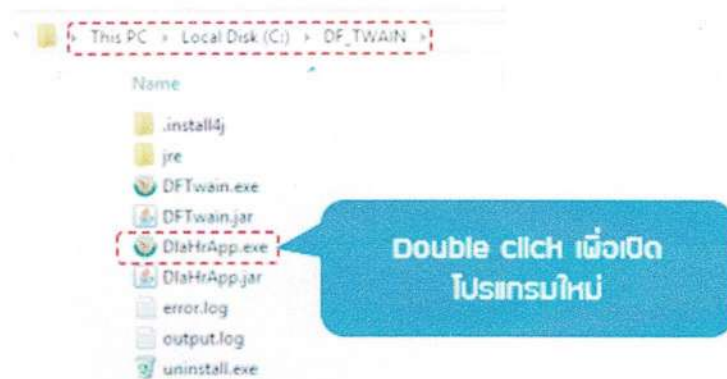 This PC > Local Disk (C:) > DF_TWAIN >
Name
.install4j
jre
DFTwain.exe
DFTwain.jar
DlaHrApp.exe
DlaHrApp.jar
error.log
output.log
uninstall.exe
Double click เพื่อเปิด
โปรแกรมใหม่